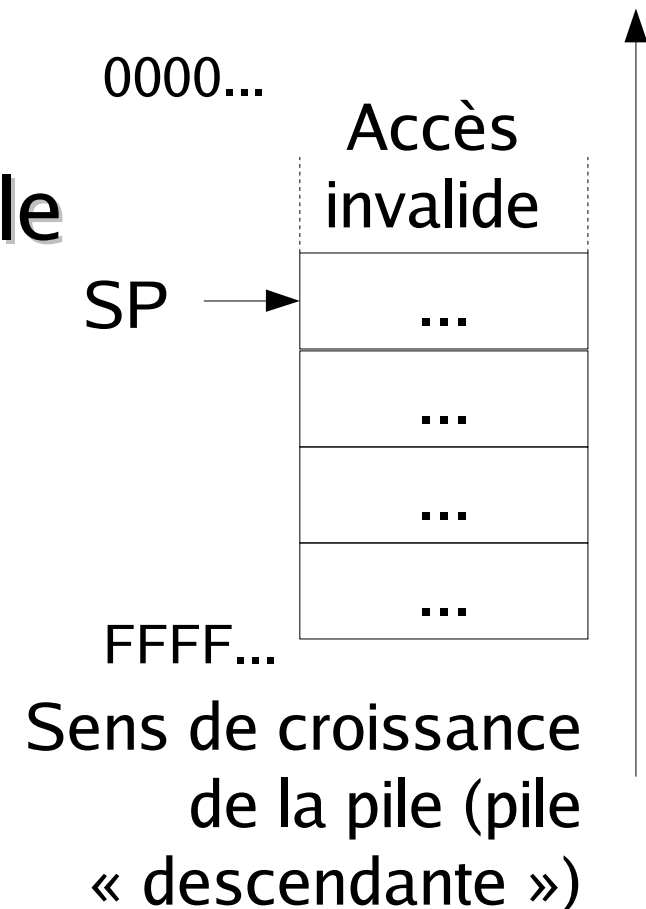 0000...
Accès
invalide
le
SP
...
...
...
...
FFFF...
Sens de croissance
de la pile (pile
« descendante »)